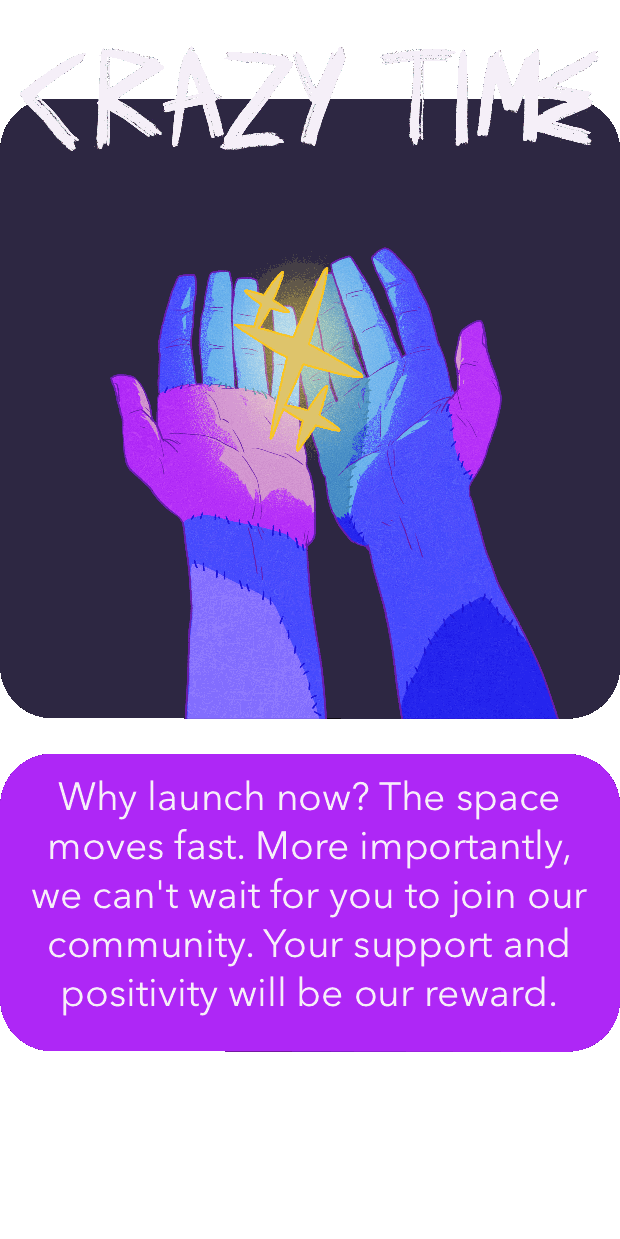 CRAZY TIME
Why launch now? The space
moves fast. More importantly,
we can't wait for you to join our
community. Your support and
positivity will be our reward.